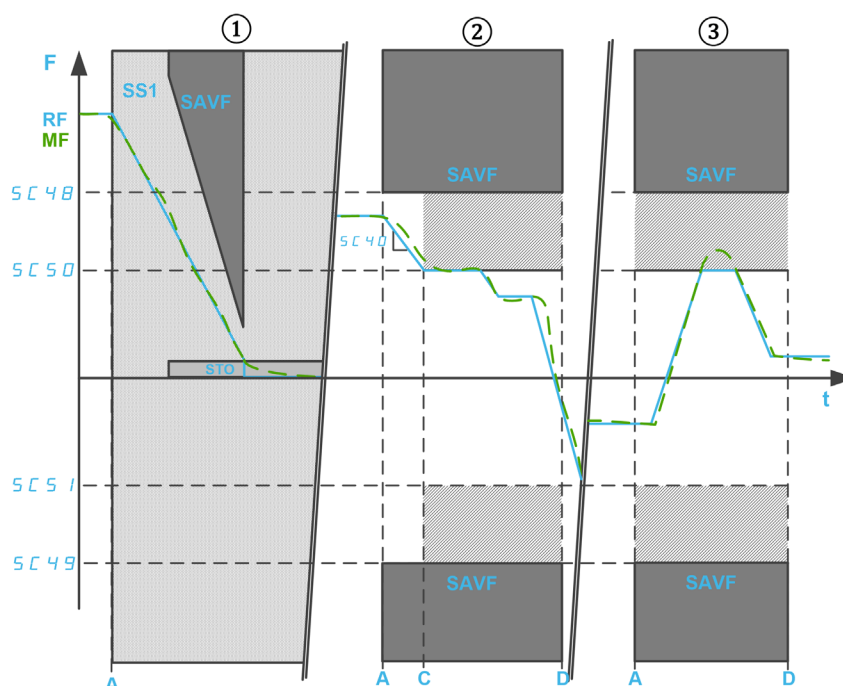 ① ② ③
F
SS1
SAVF
SAVF
SAVF
RF
MF
SC48
SC40
SC50
STO
t
SC51
SC49
SAVF
SAVF
A
A
C
D
A
D